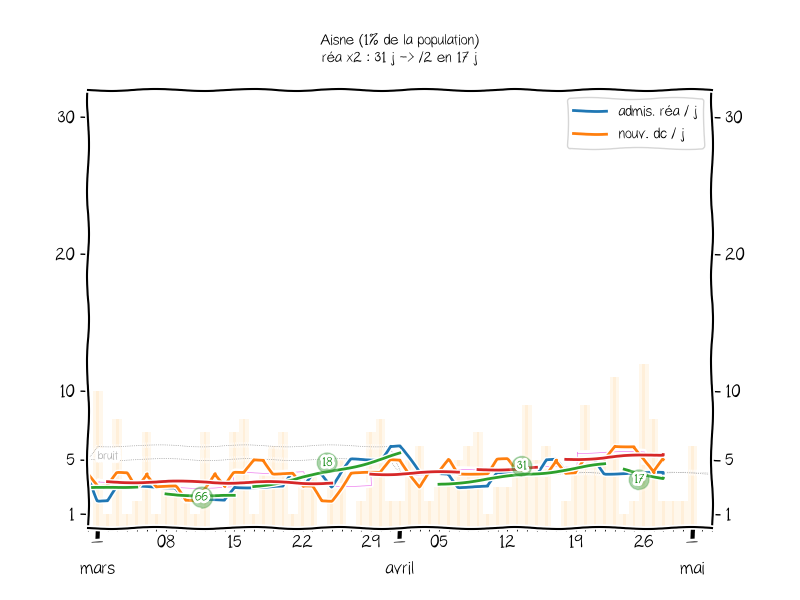 Aisne (1% de la population)
réa x2 : 31 j -> /2 en 17 j
admis. réa / j
nouv. dc / j
30
30
20
20
10
10
bruit
5
5
18
31
17
66
1
1
08
15
22
29
05
12
19
26
mars
avril
mai